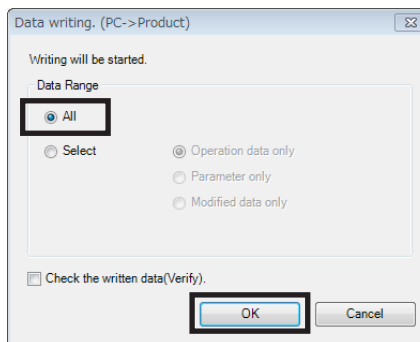 Data writing. (PC->Product)
Writing will be started.
Data Range
All
Select
Operation data only
Parameter only
Modified data only
Check the written data(Verify).
OK
Cancel